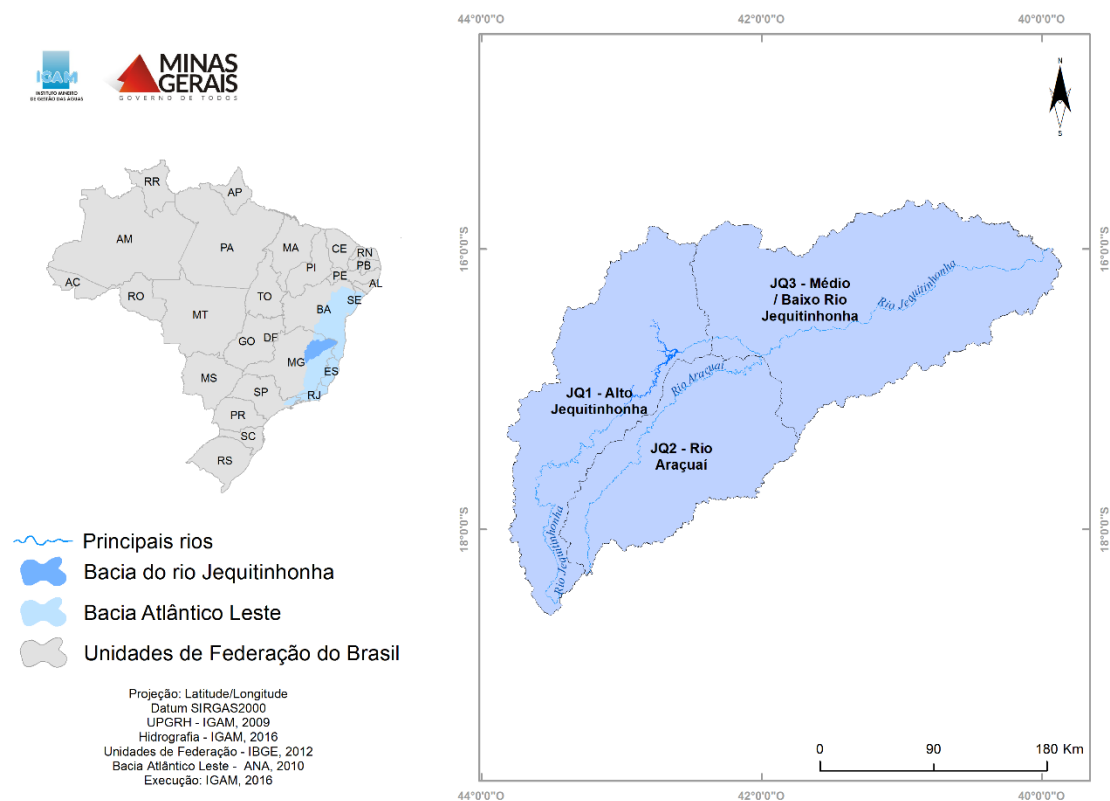 IGAM
INSTITUTO MINEIRO
DE GESTÃO DAS ÁGUAS
MINAS
GERAIS
GOVERNO DE TODOS
RR
AP
AM
PA
MA
CE
RN
PB
PI
PE
AL
AC
RO
TO
SE
BA
MT
GO
DF
MG
ES
MS
SP
RJ
PR
SC
RS
Principais rios
Bacia do rio Jequitinhonha
Bacia Atlântico Leste
Unidades de Federação do Brasil
Projeção: Latitude/Longitude
Datum SIRGAS2000
UPGRH - IGAM, 2009
Hidrografia - IGAM, 2016
Unidades de Federação - IBGE, 2012
Bacia Atlântico Leste - ANA, 2010
Execução: IGAM, 2016
44°0'0"O
42°0'0"O
40°0'0"O
N
S
16°0'0"S
16°0'0"S
JQ3 - Médio
/ Baixo Rio
Jequitinhonha
Rio Jequitinhonha
Rio Araçuaí
JQ1 - Alto
Jequitinhonha
JQ2 - Rio
Araçuaí
Rio Jequitinhonha
18°0'0"S
18°0'0"S
0
90
180 Km
44°0'0"O
42°0'0"O
40°0'0"O